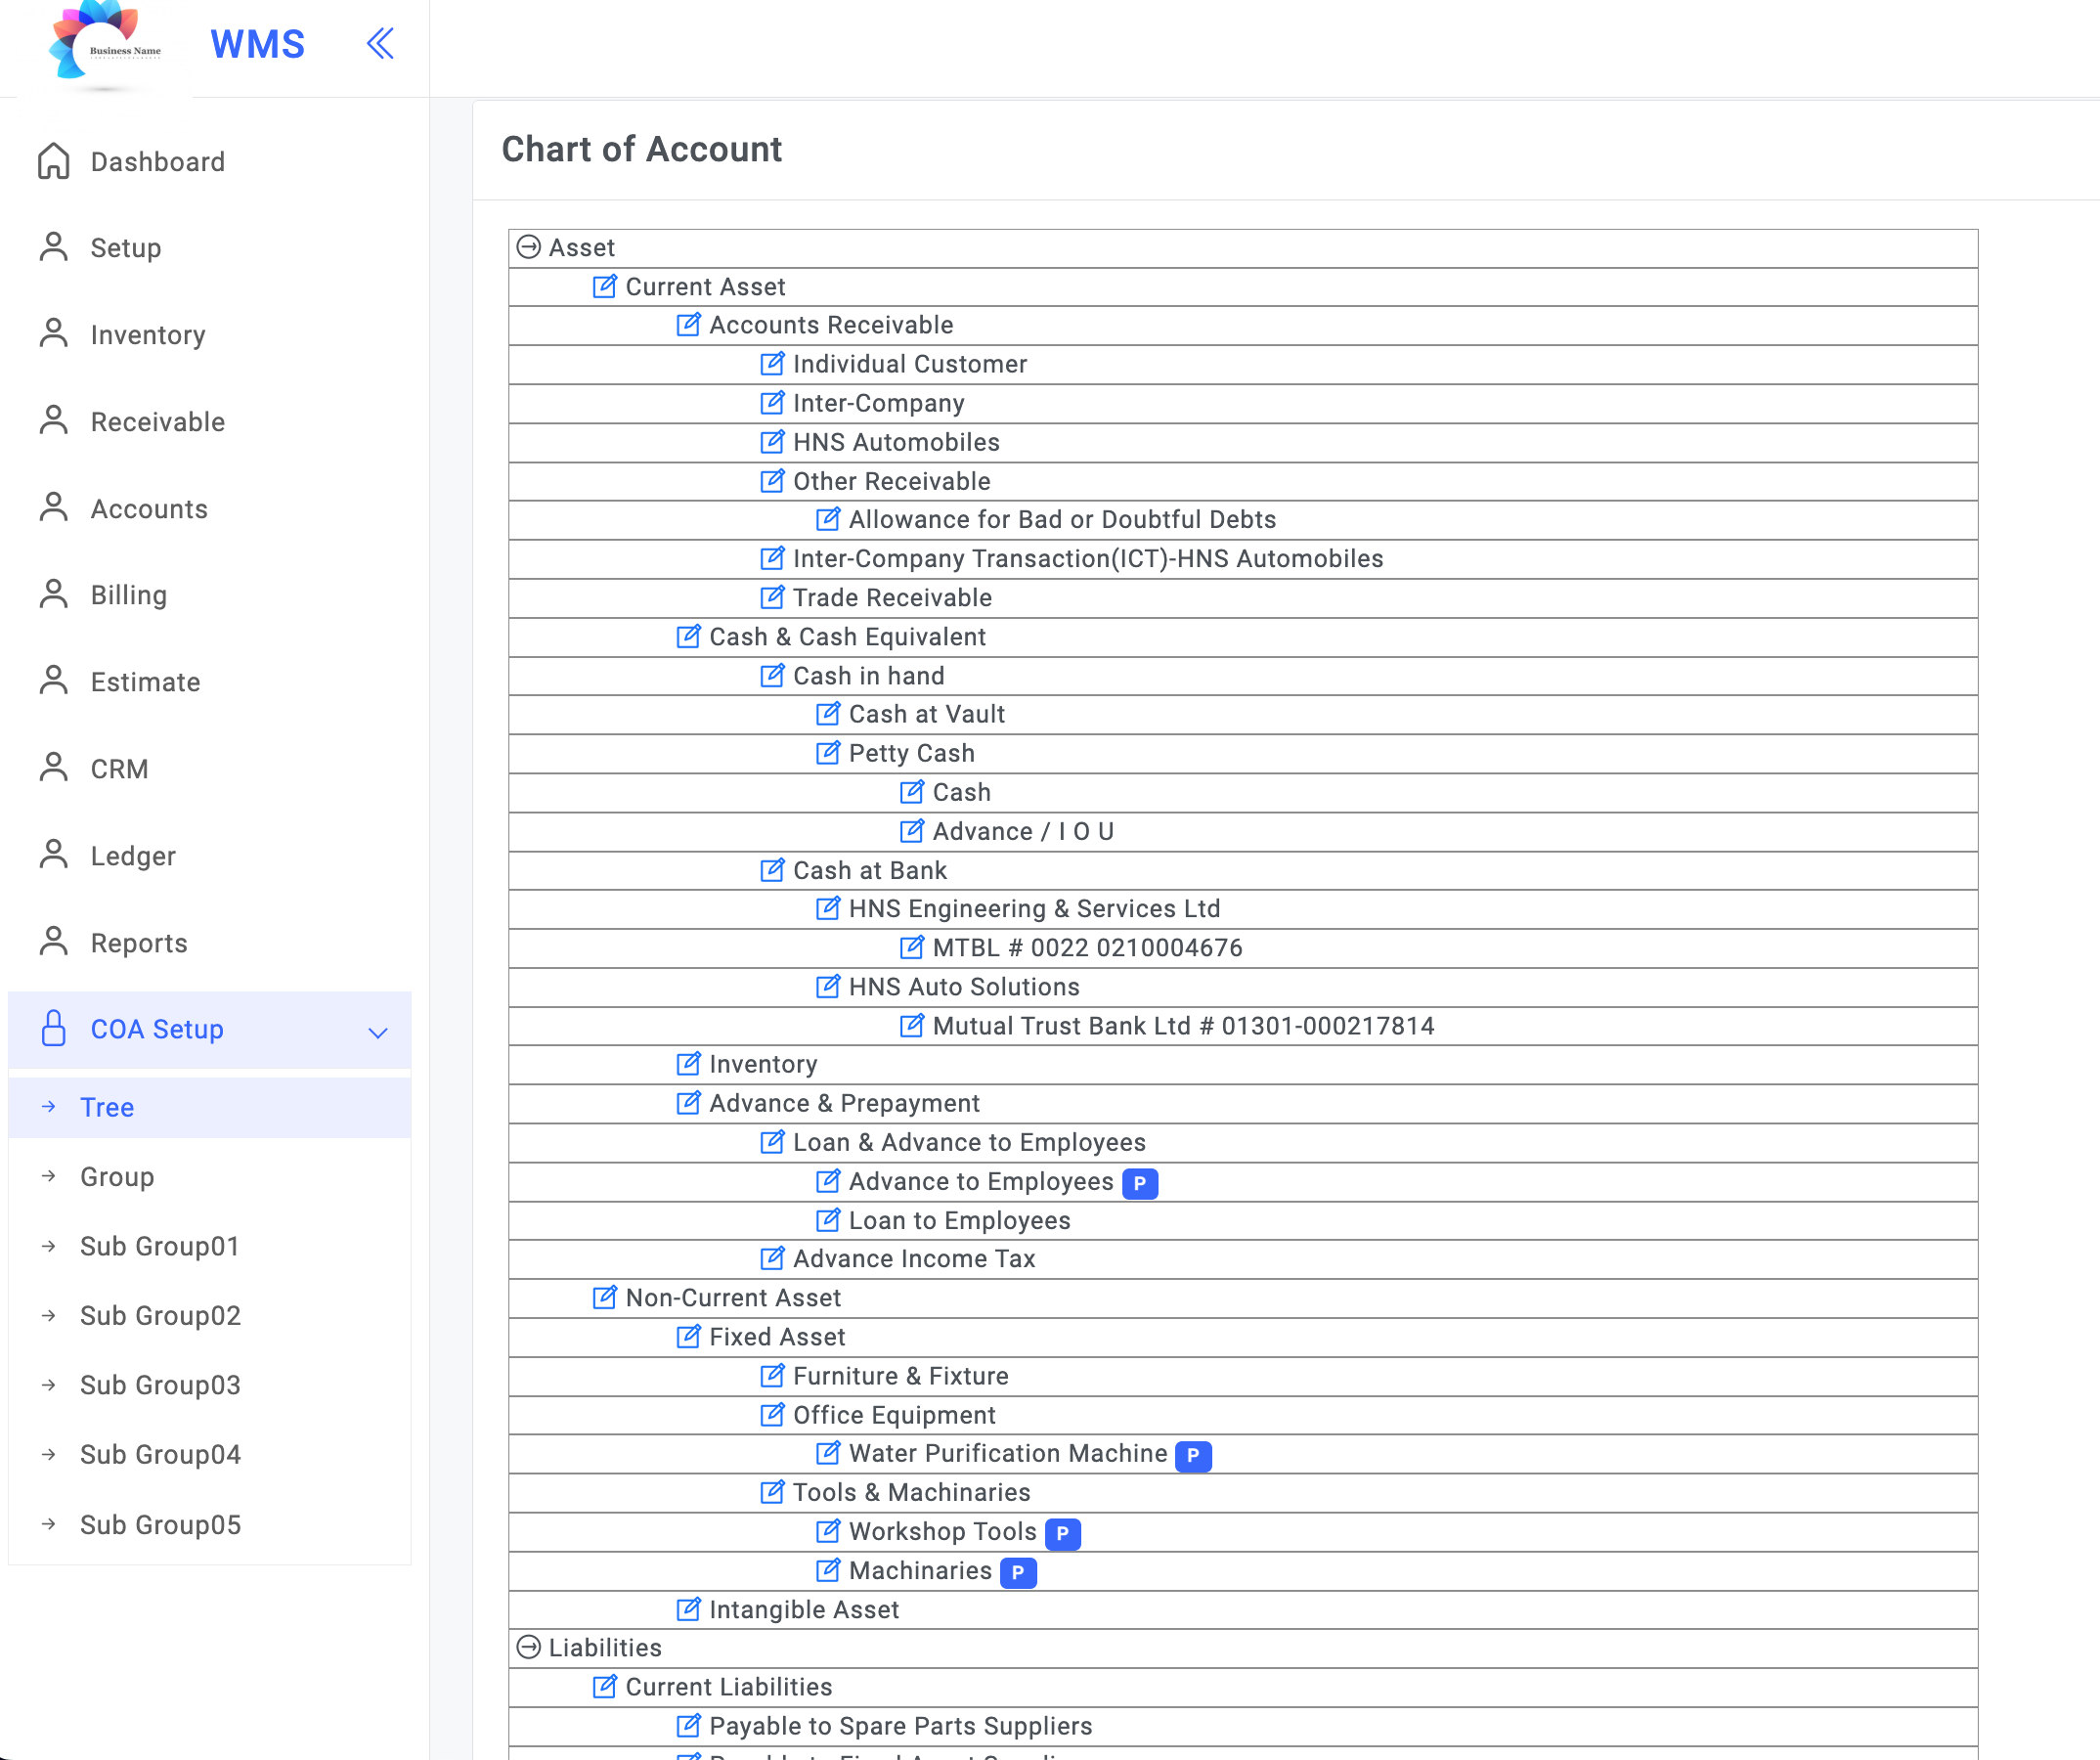 Business Name
WMS
Dashboard
Setup
Inventory
Receivable
Accounts
Billing
Estimate
CRM
Ledger
Reports
COA Setup
Tree
Group
Sub Group01
Sub Group02
Sub Group03
Sub Group04
Sub Group05
Chart of Account
Asset
Current Asset
Accounts Receivable
Individual Customer
Inter-Company
HNS Automobiles
Other Receivable
Allowance for Bad or Doubtful Debts
Inter-Company Transaction(ICT)-HNS Automobiles
Trade Receivable
Cash & Cash Equivalent
Cash in hand
Cash at Vault
Petty Cash
Cash
Advance / I O U
Cash at Bank
HNS Engineering & Services Ltd
MTBL # 0022 0210004676
HNS Auto Solutions
Mutual Trust Bank Ltd # 01301-000217814
Inventory
Advance & Prepayment
Loan & Advance to Employees
Advance to Employees P
Loan to Employees
Advance Income Tax
Non-Current Asset
Fixed Asset
Furniture & Fixture
Office Equipment
Water Purification Machine P
Tools & Machinaries
Workshop Tools P
Machinaries P
Intangible Asset
Liabilities
Current Liabilities
Payable to Spare Parts Suppliers